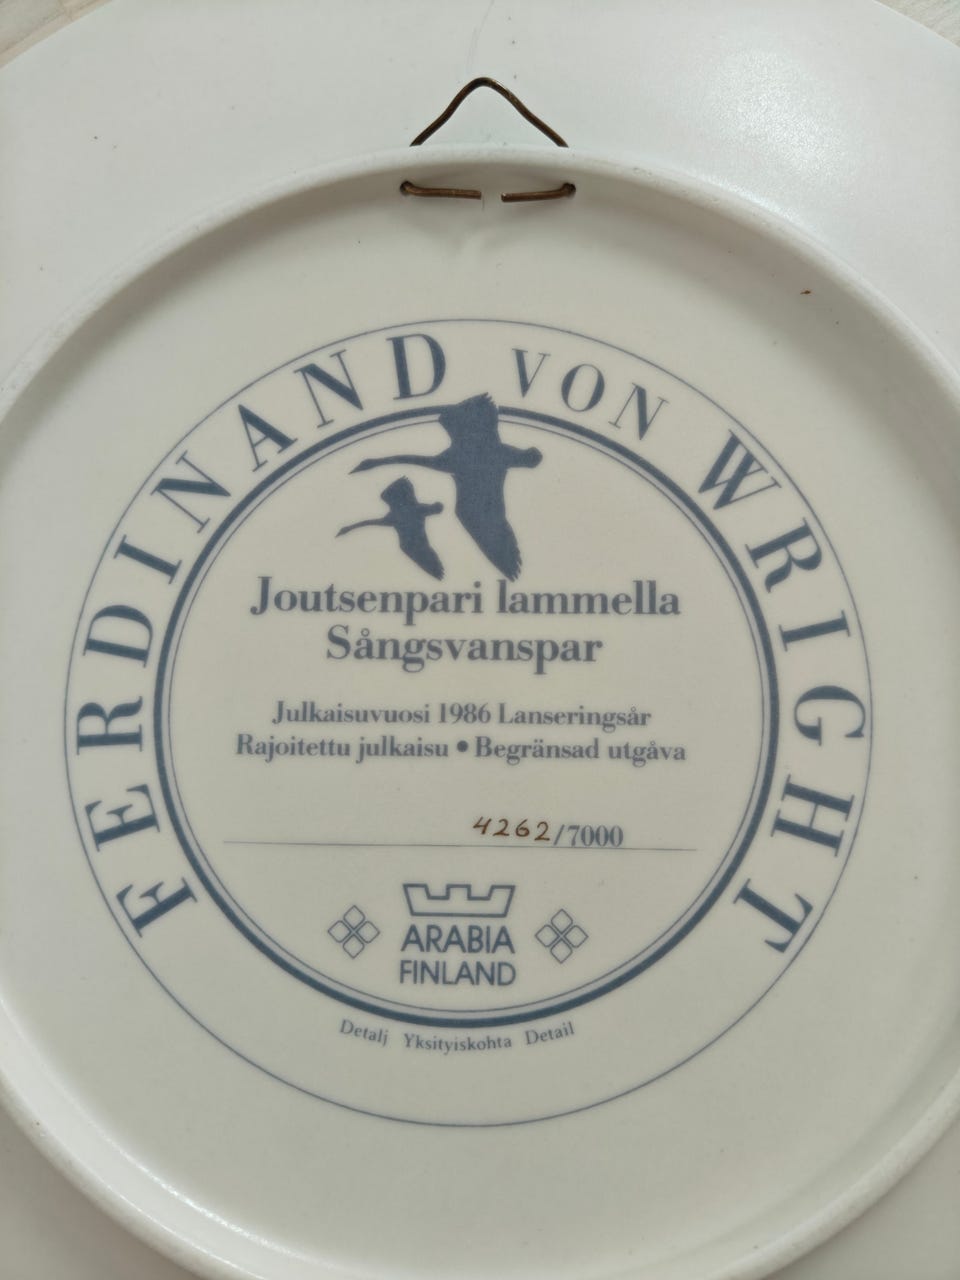 FERDINAND VON WRIGHT
Joutsenpari lammella
Sångsvanspar
Julkaisuvuosi 1986 Lanseringsår
Rajoitettu julkaisu • Begränsad utgåva
4262/7000
ARABIA
FINLAND
Detalj Yksityiskohta Detail